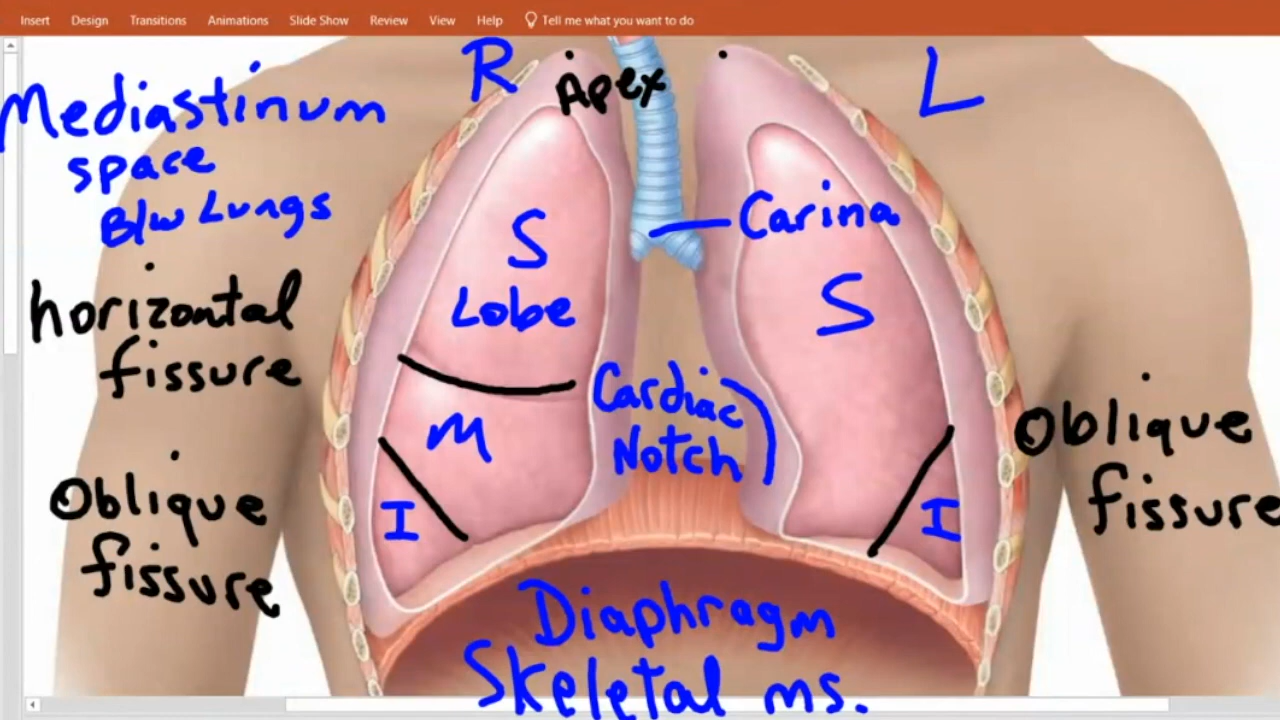 Insert Design Transitions Animations Slide Show Review View Help Tell me what you want to do
R
L
Apex
Mediastinum
space
B/w Lungs
Carina
S
Lobe
S
horizontal
fissure
Cardiac
Notch
M
Oblique
fissure
Oblique
fissure
I
I
Diaphragm
Skeletal ms.